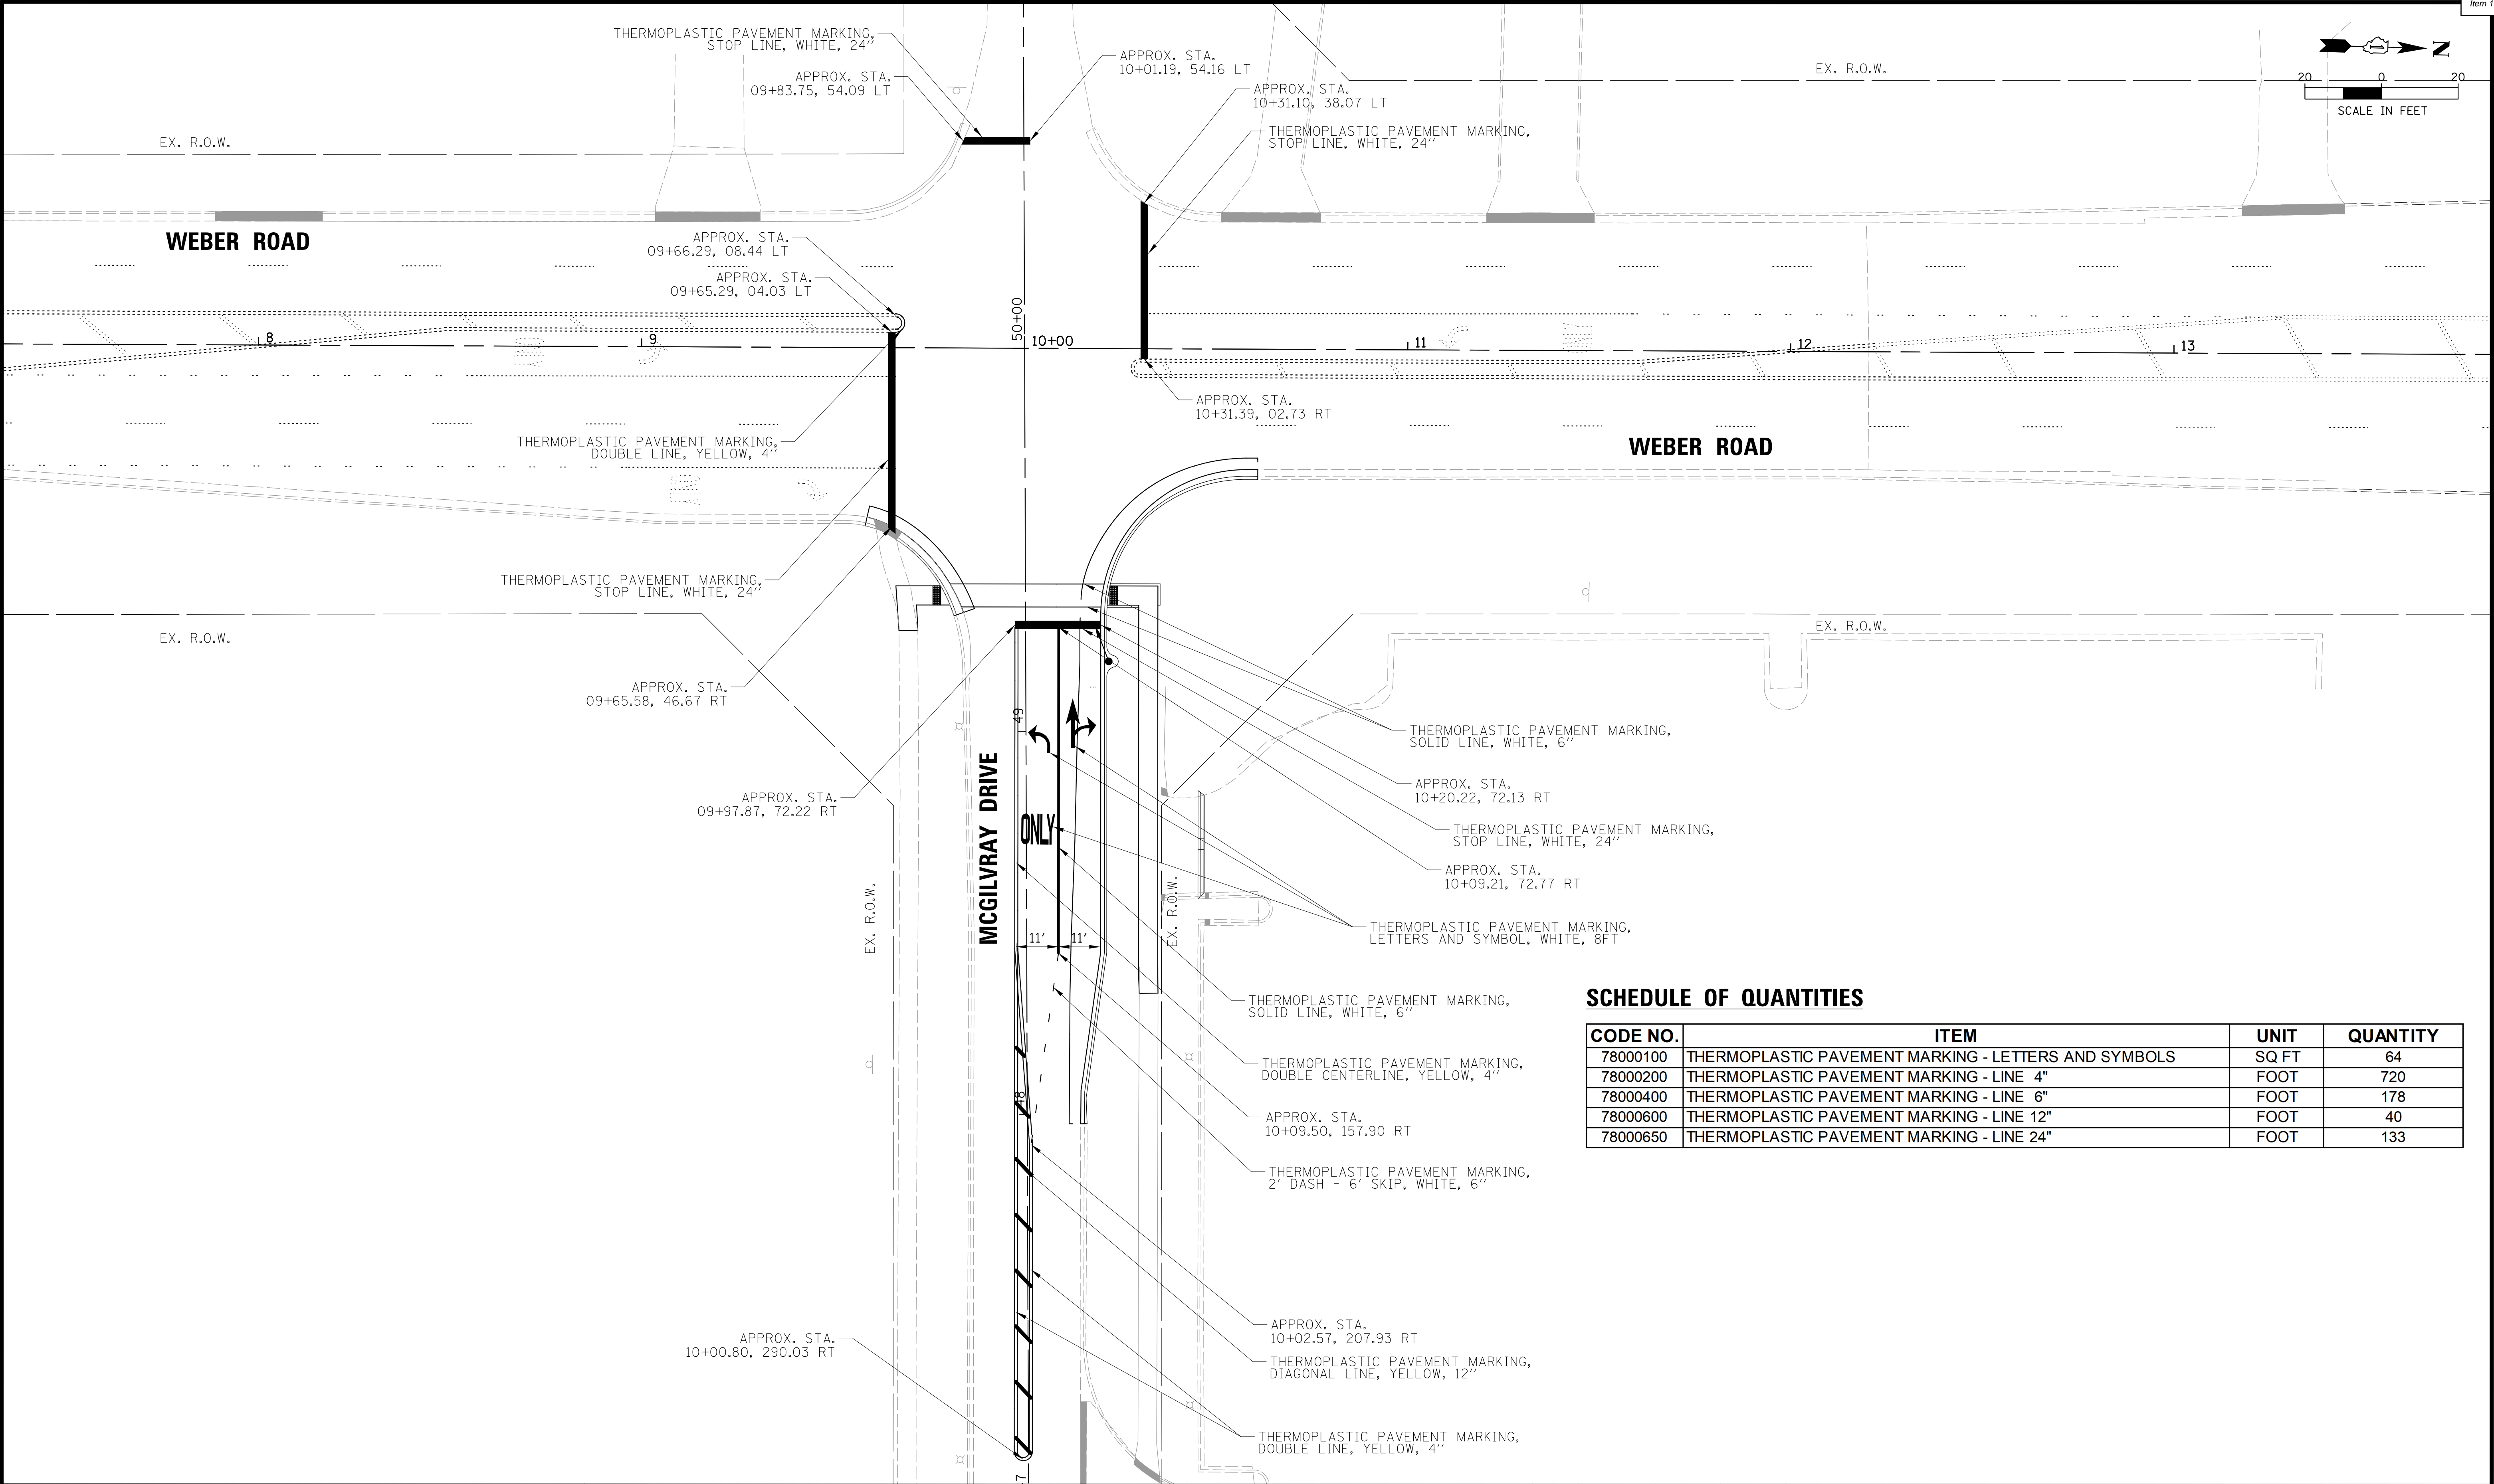 Item 1
THERMOPLASTIC PAVEMENT MARKING,
STOP LINE, WHITE, 24''
APPROX. STA.
09+83.75, 54.09 LT
APPROX. STA.
10+01.19, 54.16 LT
APPROX. STA.
10+31.10, 38.07 LT
THERMOPLASTIC PAVEMENT MARKING,
STOP LINE, WHITE, 24''
EX. R.O.W.
N
20 0 20
SCALE IN FEET
EX. R.O.W.
WEBER ROAD
APPROX. STA.
09+66.29, 08.44 LT
APPROX. STA.
09+65.29, 04.03 LT
50+00
8
9
10+00
11
12
13
APPROX. STA.
10+31.39, 02.73 RT
THERMOPLASTIC PAVEMENT MARKING,
DOUBLE LINE, YELLOW, 4''
WEBER ROAD
THERMOPLASTIC PAVEMENT MARKING,
STOP LINE, WHITE, 24''
EX. R.O.W.
EX. R.O.W.
APPROX. STA.
09+65.58, 46.67 RT
APPROX. STA.
09+97.87, 72.22 RT
MCGILVRAY DRIVE
49
ONLY
EX. R.O.W.
EX. R.O.W.
11' 11'
48
THERMOPLASTIC PAVEMENT MARKING,
SOLID LINE, WHITE, 6''
APPROX. STA.
10+20.22, 72.13 RT
THERMOPLASTIC PAVEMENT MARKING,
STOP LINE, WHITE, 24''
APPROX. STA.
10+09.21, 72.77 RT
THERMOPLASTIC PAVEMENT MARKING,
LETTERS AND SYMBOL, WHITE, 8FT
THERMOPLASTIC PAVEMENT MARKING,
SOLID LINE, WHITE, 6''
THERMOPLASTIC PAVEMENT MARKING,
DOUBLE CENTERLINE, YELLOW, 4''
APPROX. STA.
10+09.50, 157.90 RT
THERMOPLASTIC PAVEMENT MARKING,
2' DASH - 6' SKIP, WHITE, 6''
APPROX. STA.
10+02.57, 207.93 RT
THERMOPLASTIC PAVEMENT MARKING,
DIAGONAL LINE, YELLOW, 12''
THERMOPLASTIC PAVEMENT MARKING,
DOUBLE LINE, YELLOW, 4''
APPROX. STA.
10+00.80, 290.03 RT
7
SCHEDULE OF QUANTITIES
CODE NO. ITEM UNIT QUANTITY
78000100 THERMOPLASTIC PAVEMENT MARKING - LETTERS AND SYMBOLS SQ FT 64
78000200 THERMOPLASTIC PAVEMENT MARKING - LINE 4" FOOT 720
78000400 THERMOPLASTIC PAVEMENT MARKING - LINE 6" FOOT 178
78000600 THERMOPLASTIC PAVEMENT MARKING - LINE 12" FOOT 40
78000650 THERMOPLASTIC PAVEMENT MARKING - LINE 24" FOOT 133